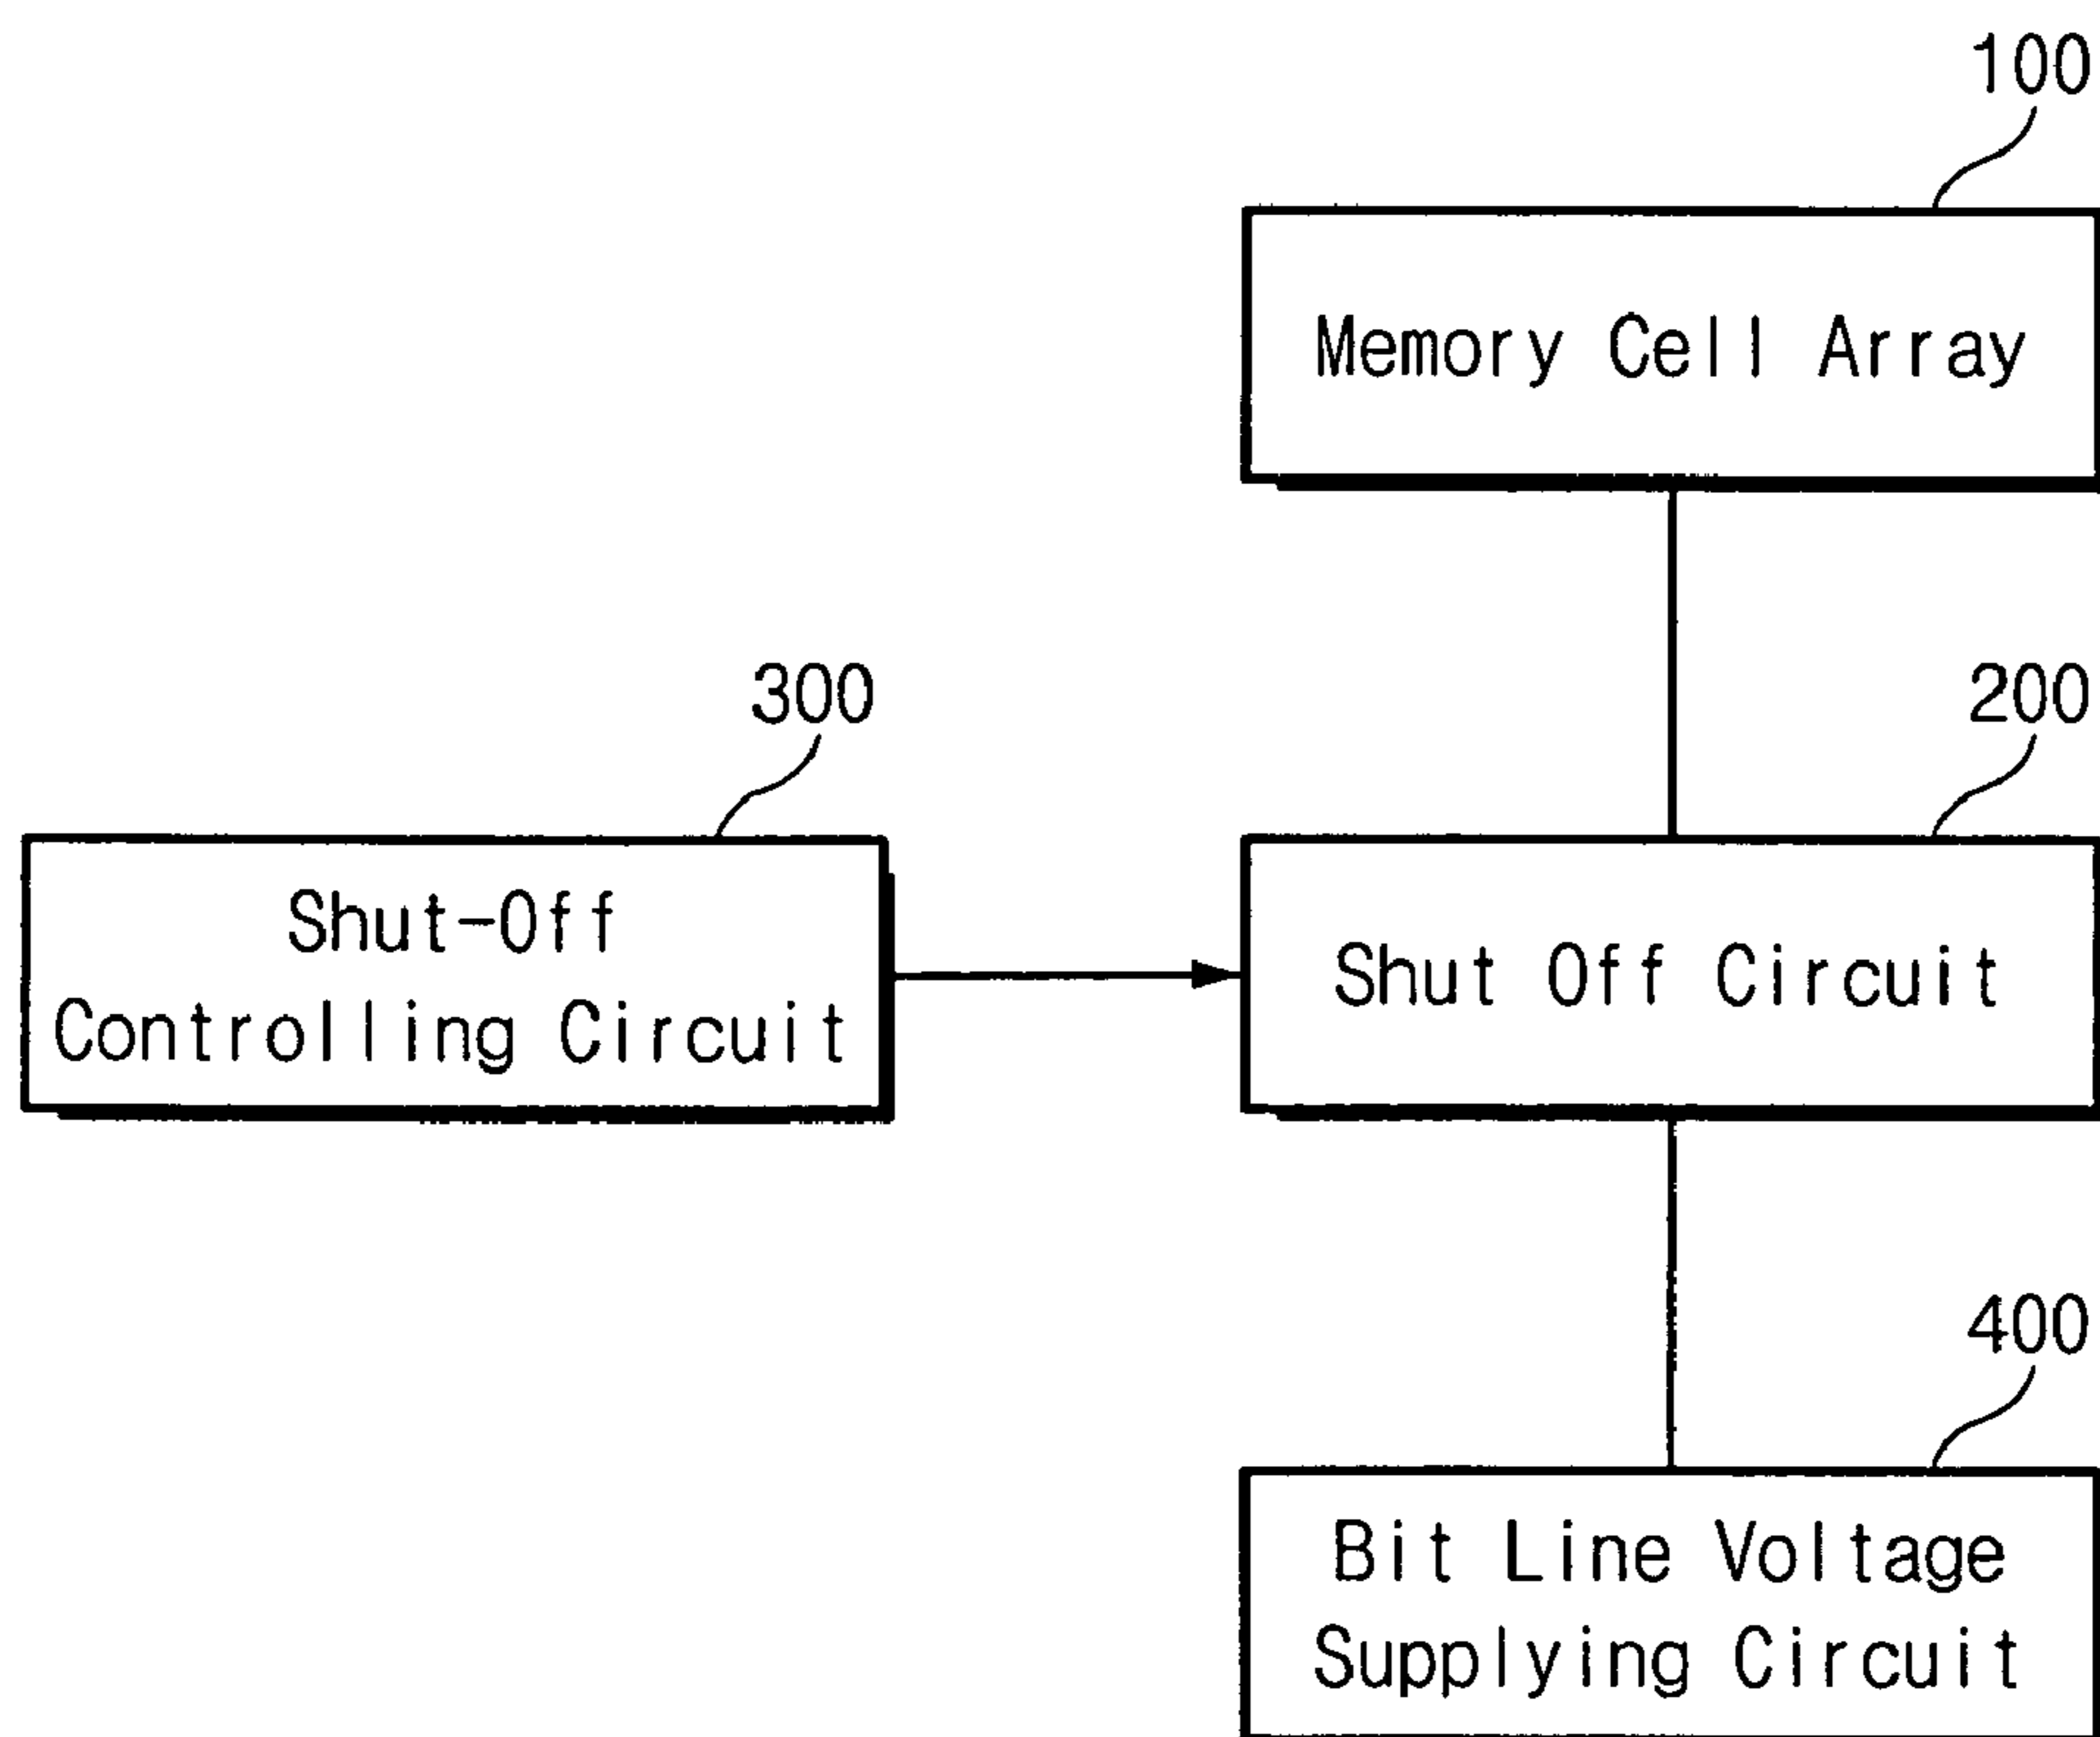 100
Memory Cell Array
300
200
Shut-Off
Controlling Circuit
Shut Off Circuit
400
Bit Line Voltage
Supplying Circuit